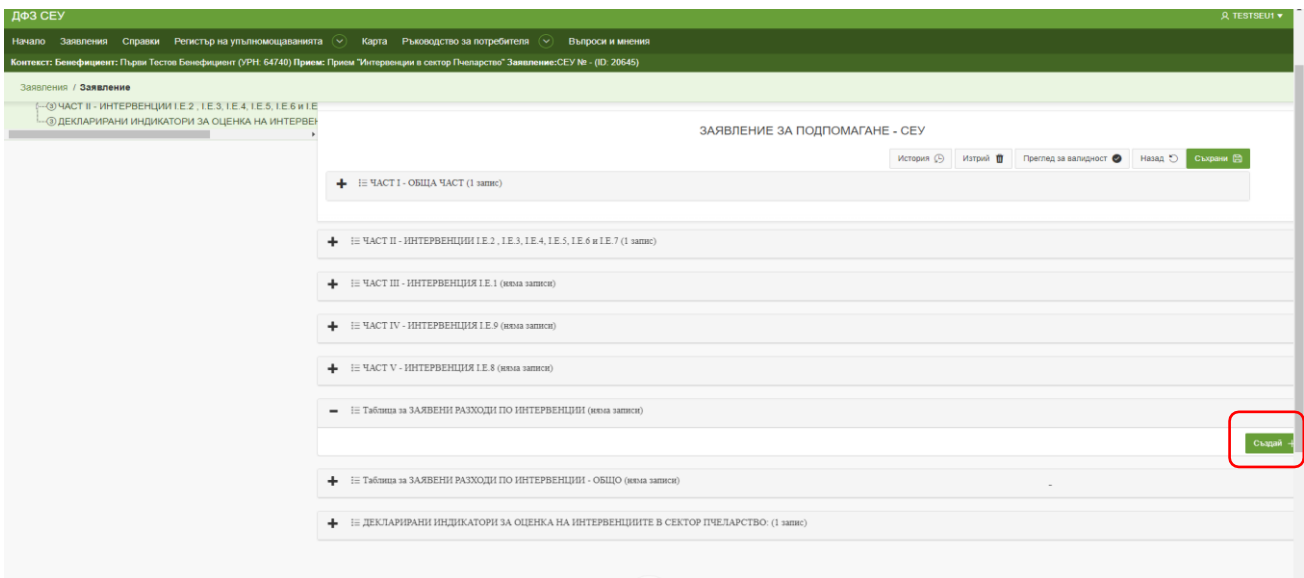 ДФЗ СЕУ
TESTSEU1
Начало Заявления Справки Регистър на упълномощаванията Карта Ръководство за потребителя Въпроси и мнения
Контекст: Бенефициент: Първи Тестов Бенефициент (УРН: 64740) Прием: Прием "Интервенции в сектор Пчеларство" Заявление:СЕУ № - (ID: 20645)
Заявления / Заявление
ЧАСТ II - ИНТЕРВЕНЦИИ I.E.2 , I.E.3, I.E.4, I.E.5, I.E.6 и I.E
ДЕКЛАРИРАНИ ИНДИКАТОРИ ЗА ОЦЕНКА НА ИНТЕРВЕН
ЗАЯВЛЕНИЕ ЗА ПОДПОМАГАНЕ - СЕУ
История Изтрий Преглед за валидност Назад Съхрани
ЧАСТ I - ОБЩА ЧАСТ (1 запис)
ЧАСТ II - ИНТЕРВЕНЦИИ I.E.2 , I.E.3, I.E.4, I.E.5, I.E.6 и I.E.7 (1 запис)
ЧАСТ III - ИНТЕРВЕНЦИЯ I.E.1 (няма записи)
ЧАСТ IV - ИНТЕРВЕНЦИЯ I.E.9 (няма записи)
ЧАСТ V - ИНТЕРВЕНЦИЯ I.E.8 (няма записи)
Таблица за ЗАЯВЕНИ РАЗХОДИ ПО ИНТЕРВЕНЦИИ (няма записи)
Създай +
Таблица за ЗАЯВЕНИ РАЗХОДИ ПО ИНТЕРВЕНЦИИ - ОБЩО (няма записи)
ДЕКЛАРИРАНИ ИНДИКАТОРИ ЗА ОЦЕНКА НА ИНТЕРВЕНЦИИТЕ В СЕКТОР ПЧЕЛАРСТВО: (1 запис)